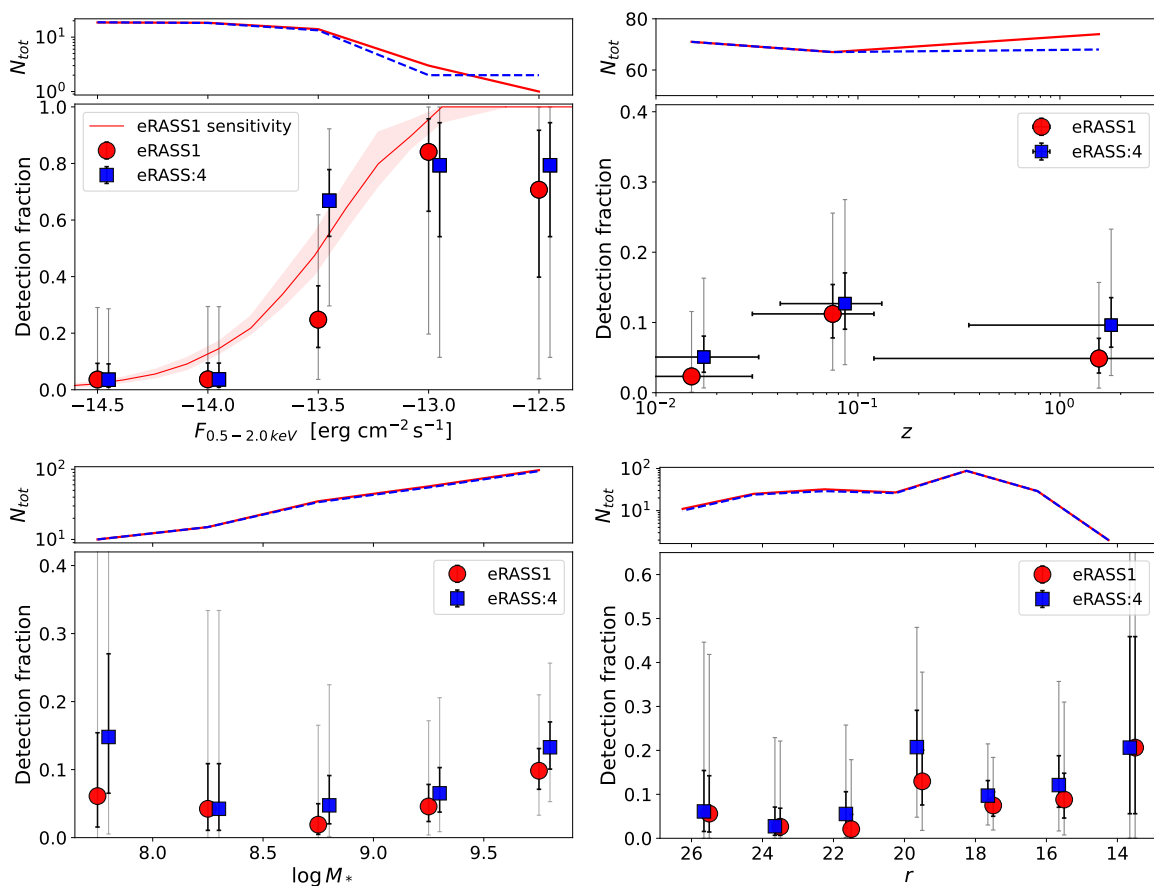 N_tot
10^1
10^0
1.0
0.8
0.6
0.4
0.2
0.0
Detection fraction
eRASS1 sensitivity
eRASS1
eRASS:4
−14.5 −14.0 −13.5 −13.0 −12.5
F_{0.5−2.0 keV} [erg cm^{−2} s^{−1}]
N_tot
80
60
0.4
0.3
0.2
0.1
0.0
Detection fraction
eRASS1
eRASS:4
10^{−2} 10^{−1} 10^0
z
N_tot
10^2
10^1
0.4
0.3
0.2
0.1
0.0
Detection fraction
eRASS1
eRASS:4
8.0 8.5 9.0 9.5
log M_*
N_tot
10^2
10^1
0.6
0.5
0.4
0.3
0.2
0.1
0.0
Detection fraction
eRASS1
eRASS:4
26 24 22 20 18 16 14
r